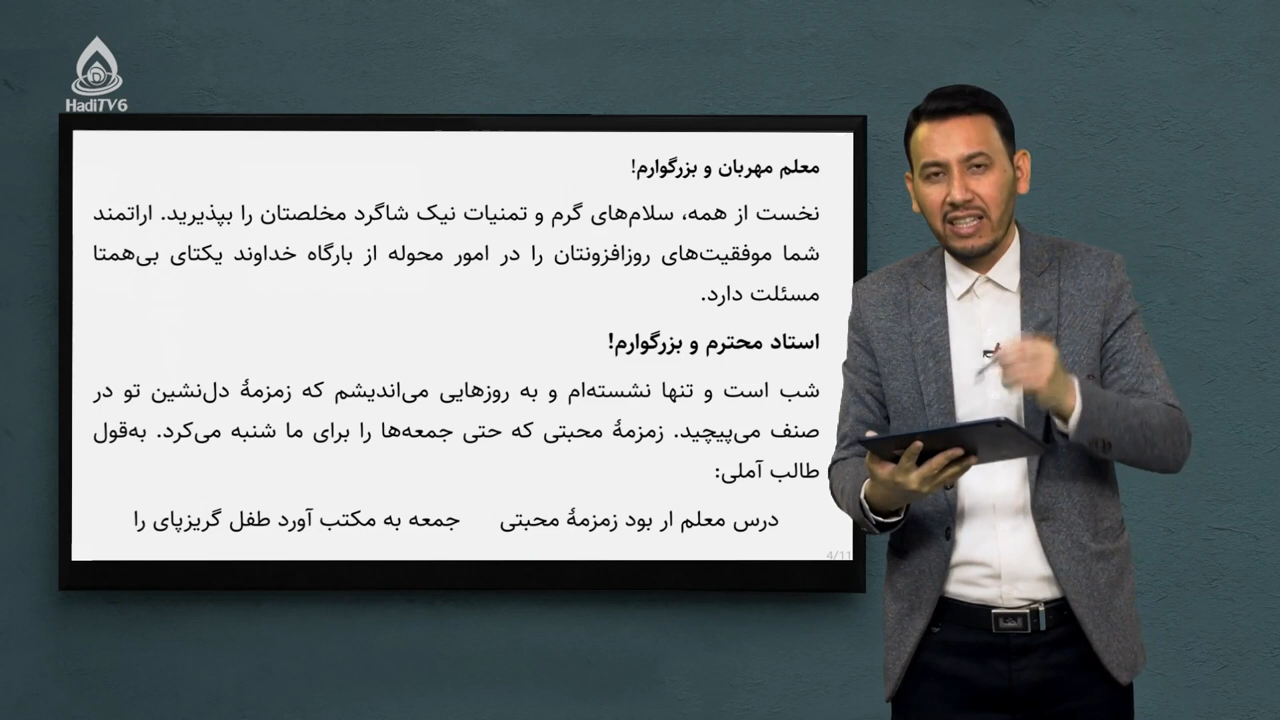 HadiTV6
معلم مهربان و بزرگوارم!
نخست از همه، سلام‌های گرم و تمنیات نیک شاگرد مخلصتان را بپذیرید. اراتمند
شما موفقیت‌های روزافزونتان را در امور محوله از بارگاه خداوند یکتای بی‌همتا
مسئلت دارد.
استاد محترم و بزرگوارم!
شب است و تنها نشسته‌ام و به روزهایی می‌اندیشم که زمزمۀ دل‌نشین تو در
صنف می‌پیچید. زمزمۀ محبتی که حتی جمعه‌ها را برای ما شنبه می‌کرد. به‌قول
طالب آملی:
درس معلم ار بود زمزمۀ محبتی جمعه به مکتب آورد طفل گریزپای را
4/11